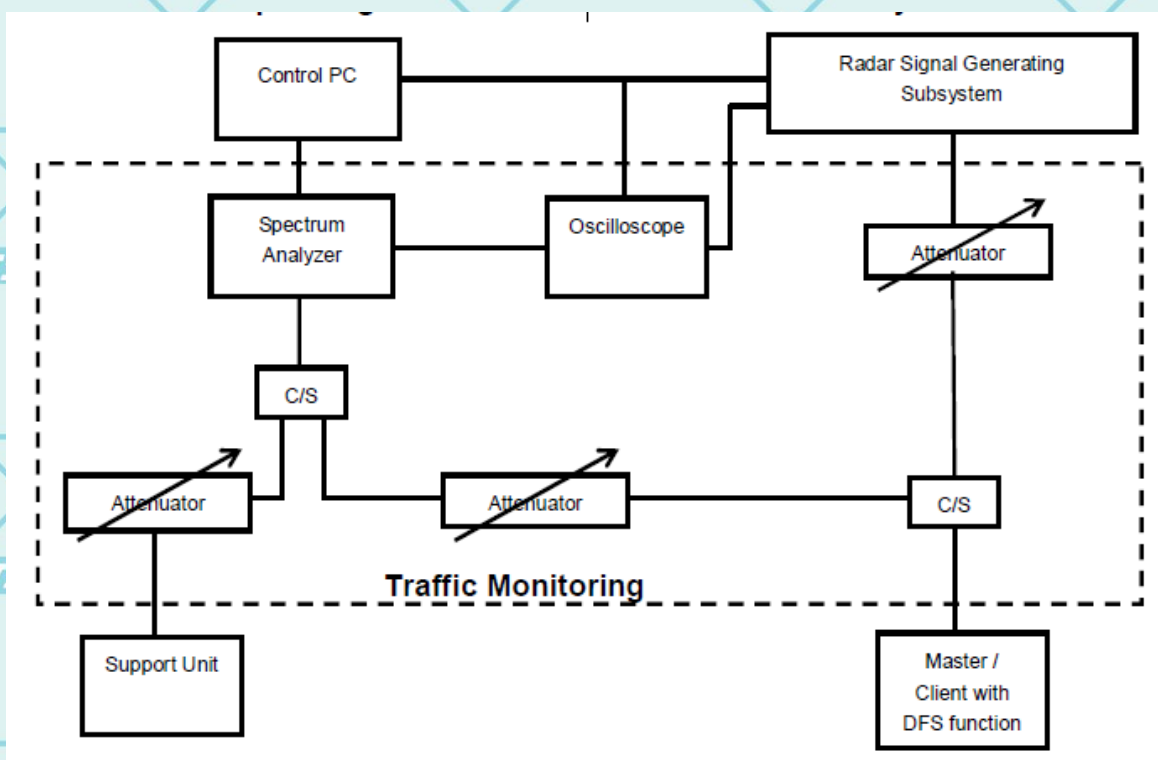 Control PC
Radar Signal Generating
Subsystem
Spectrum
Analyzer
Oscilloscope
Attenuator
C/S
Attenuator
Attenuator
C/S
Traffic Monitoring
Support Unit
Master /
Client with
DFS function